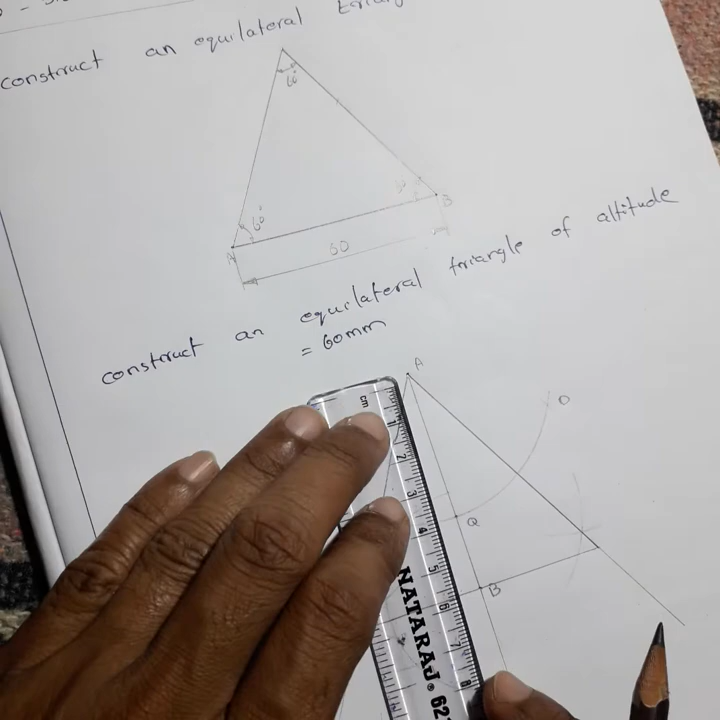 construct an equilateral
60°
60°
B
A
60
construct an equilateral triangle of altitude
= 60mm
A
cm
1
2
3
4
5
6
7
8
Q
B
NATARAJ® 621